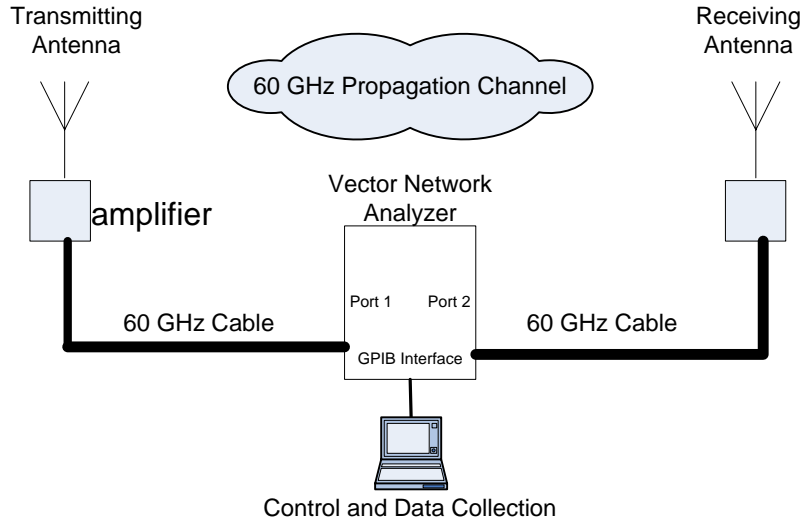 Transmitting
Antenna
Receiving
Antenna
60 GHz Propagation Channel
amplifier
Vector Network
Analyzer
Port 1
Port 2
60 GHz Cable
60 GHz Cable
GPIB Interface
Control and Data Collection